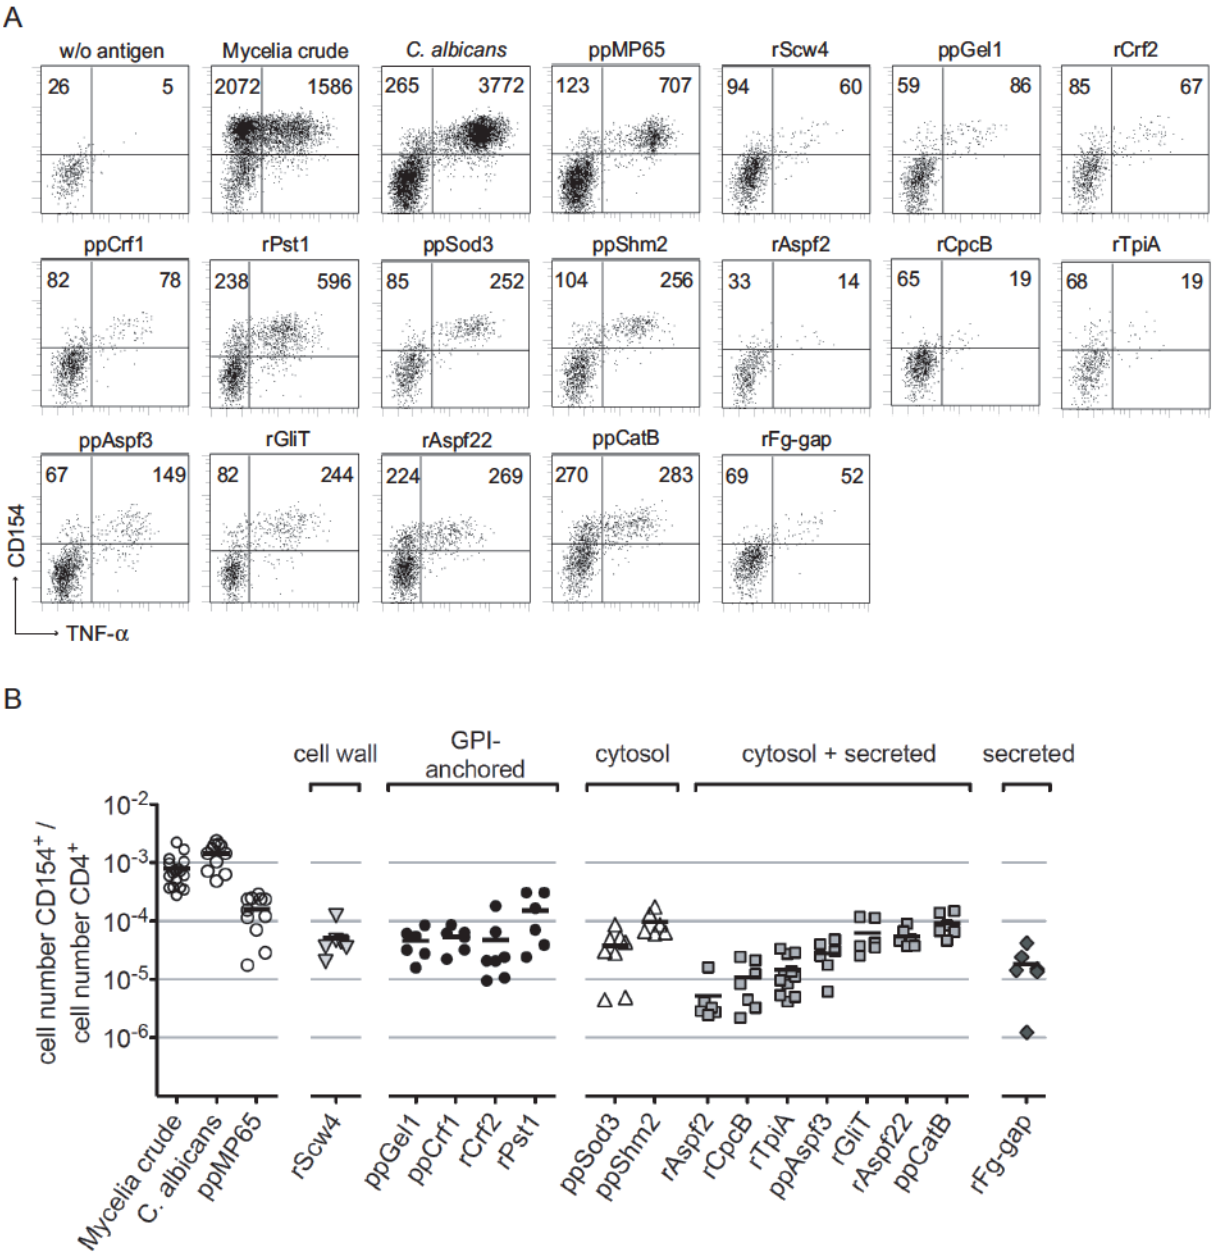 A
w/o antigen Mycelia crude C. albicans ppMP65 rScw4 ppGel1 rCrf2
26 5 2072 1586 265 3772 123 707 94 60 59 86 85 67
ppCrf1 rPst1 ppSod3 ppShm2 rAspf2 rCpcB rTpiA
82 78 238 596 85 252 104 256 33 14 65 19 68 19
ppAspf3 rGliT rAspf22 ppCatB rFg-gap
67 149 82 244 224 269 270 283 69 52
CD154
TNF-α
B
cell wall GPI-anchored cytosol cytosol + secreted secreted
cell number CD154⁺ /
cell number CD4⁺
10⁻²
10⁻³
10⁻⁴
10⁻⁵
10⁻⁶
Mycelia crude C. albicans ppMP65 rScw4 ppGel1 ppCrf1 rCrf2 rPst1 ppSod3 ppShm2 rAspf2 rCpcB rTpiA ppAspf3 rGliT rAspf22 ppCatB rFg-gap